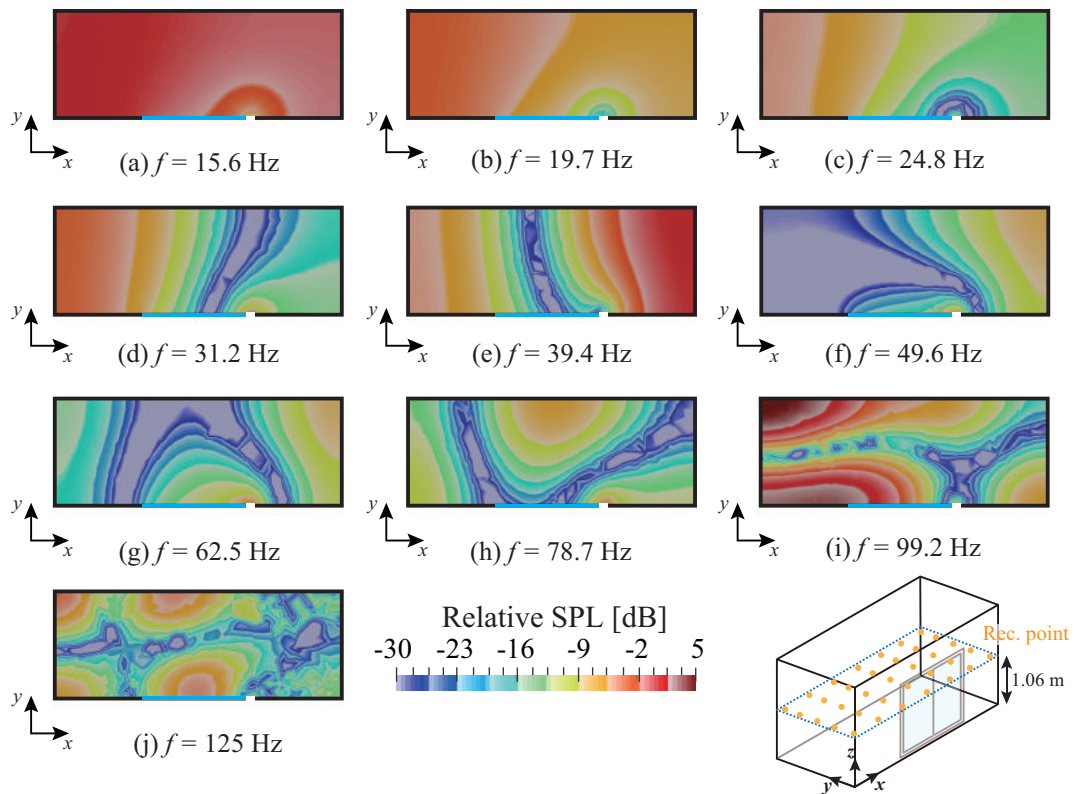 y
x
(a) f = 15.6 Hz
y
x
(b) f = 19.7 Hz
y
x
(c) f = 24.8 Hz
y
x
(d) f = 31.2 Hz
y
x
(e) f = 39.4 Hz
y
x
(f) f = 49.6 Hz
y
x
(g) f = 62.5 Hz
y
x
(h) f = 78.7 Hz
y
x
(i) f = 99.2 Hz
y
x
(j) f = 125 Hz
Relative SPL [dB]
-30 -23 -16 -9 -2 5
Rec. point
1.06 m
z
y
x